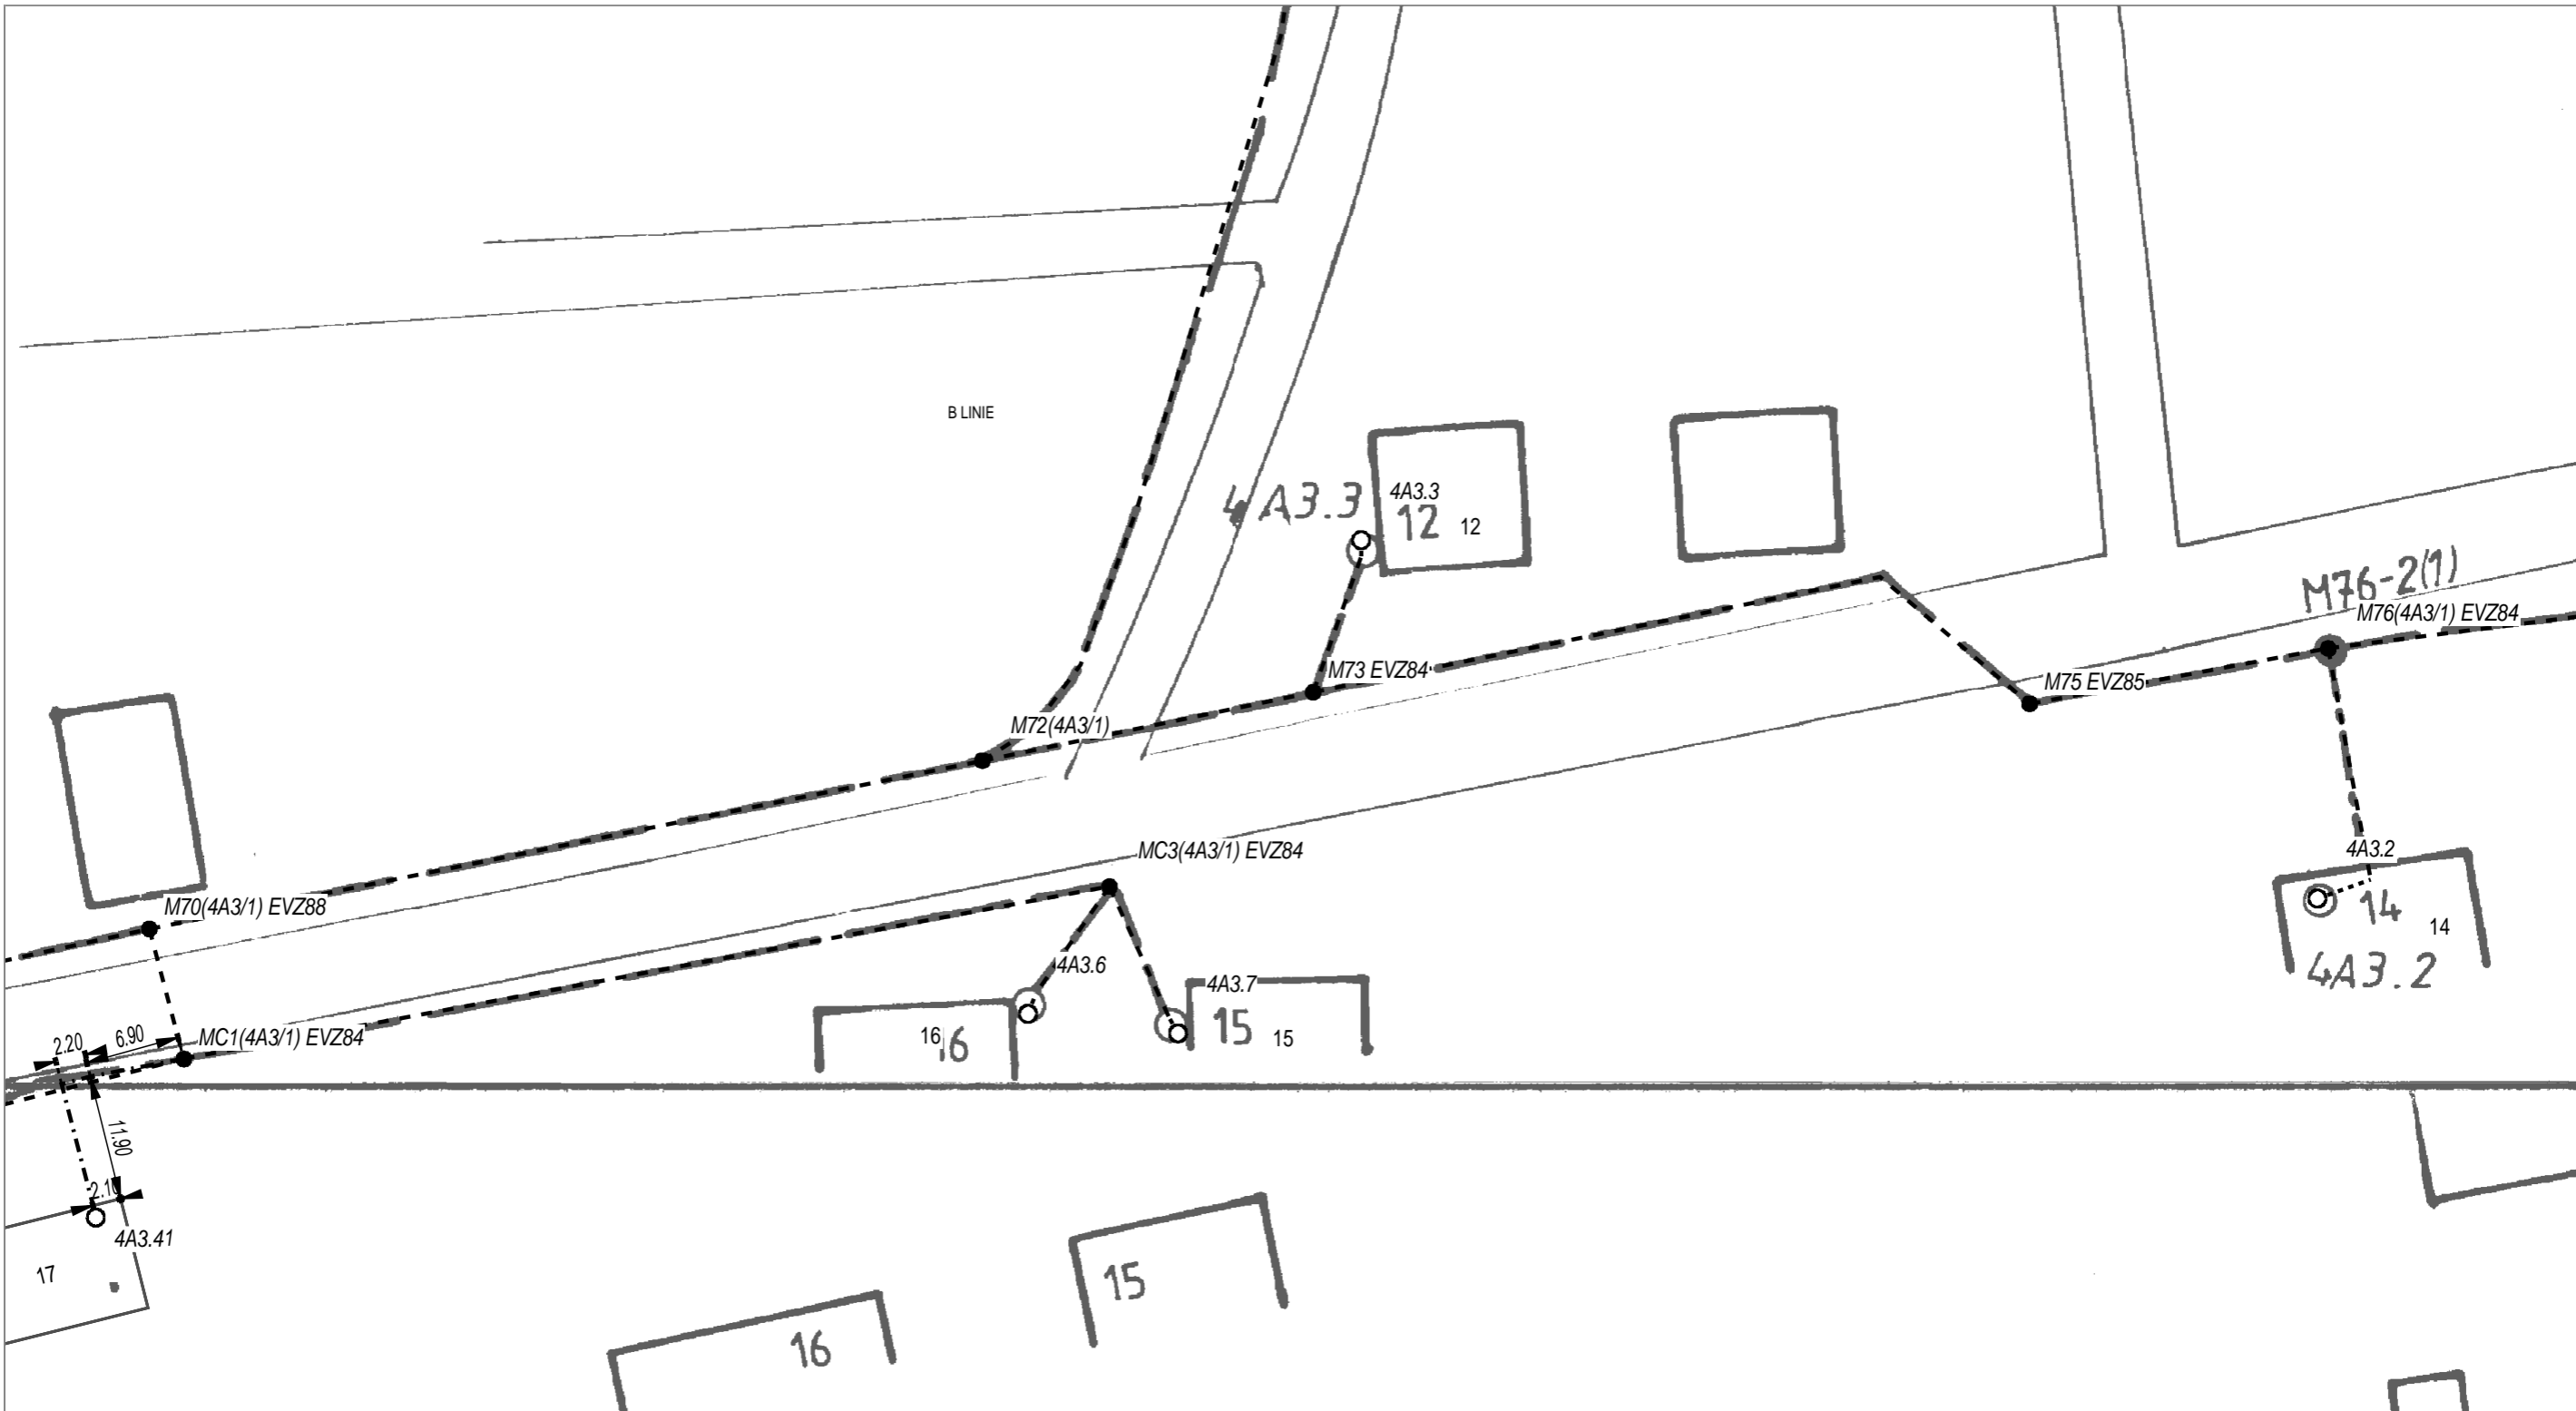 B LINIE
4A3.3
4A3.3
12
12
M76-2(1)
M76(4A3/1) EVZ84
M73 EVZ84
M75 EVZ85
M72(4A3/1)
MC3(4A3/1) EVZ84
4A3.2
M70(4A3/1) EVZ88
14
14
4A3.6
4A3.2
4A3.7
2.20
6.90
MC1(4A3/1) EVZ84
16
16
15
15
11.90
2.10
4A3.41
17
15
16